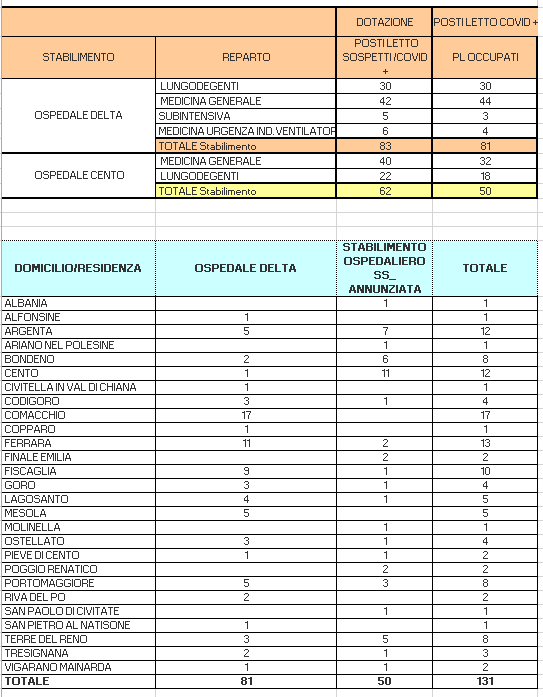 DOTAZIONE POSTI LETTO COVID +
STABILIMENTO REPARTO POSTI LETTO SOSPETTI/COVID + PL OCCUPATI
OSPEDALE DELTA
LUNGODEGENTI 30 30
MEDICINA GENERALE 42 44
SUBINTENSIVA 5 3
MEDICINA URGENZA IND.VENTILATOR 6 4
TOTALE Stabilimento 83 81
OSPEDALE CENTO
MEDICINA GENERALE 40 32
LUNGODEGENTI 22 18
TOTALE Stabilimento 62 50
DOMICILIO/RESIDENZA OSPEDALE DELTA STABILIMENTO OSPEDALIERO SS_ ANNUNZIATA TOTALE
ALBANIA 1 1
ALFONSINE 1 1
ARGENTA 5 7 12
ARIANO NEL POLESINE 1 1
BONDENO 2 6 8
CENTO 1 11 12
CIVITELLA IN VAL DI CHIANA 1 1
CODIGORO 3 1 4
COMACCHIO 17 17
COPPARO 1 1
FERRARA 11 2 13
FINALE EMILIA 2 2
FISCAGLIA 9 1 10
GORO 3 1 4
LAGOSANTO 4 1 5
MESOLA 5 5
MOLINELLA 1 1
OSTELLATO 3 1 4
PIEVE DI CENTO 1 1 2
POGGIO RENATICO 2 2
PORTOMAGGIORE 5 3 8
RIVA DEL PO 2 2
SAN PAOLO DI CIVITATE 1 1
SAN PIETRO AL NATISONE 1 1
TERRE DEL RENO 3 5 8
TRESIGNANA 2 1 3
VIGARANO MAINARDA 1 1 2
TOTALE 81 50 131